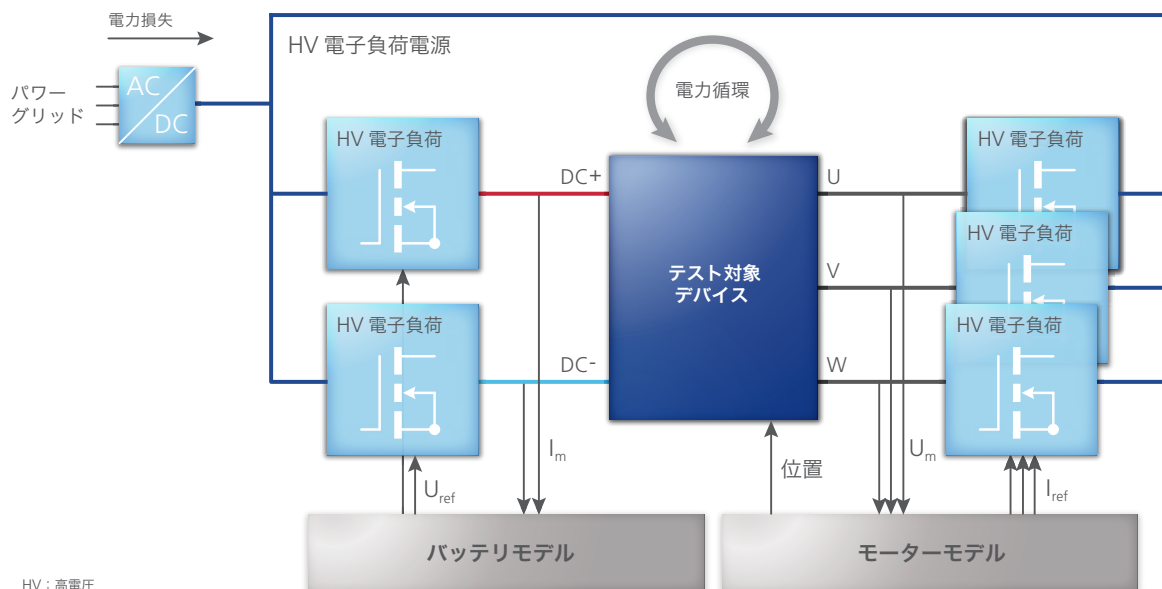 電力損失
HV 電子負荷電源
パワー
グリッド
AC
DC
電力循環
HV 電子負荷
HV 電子負荷
DC+
U
テスト対象
デバイス
V
HV 電子負荷
HV 電子負荷
DC-
W
HV 電子負荷
Im
Um
位置
Uref
Iref
バッテリモデル
モーターモデル
HV：高電圧